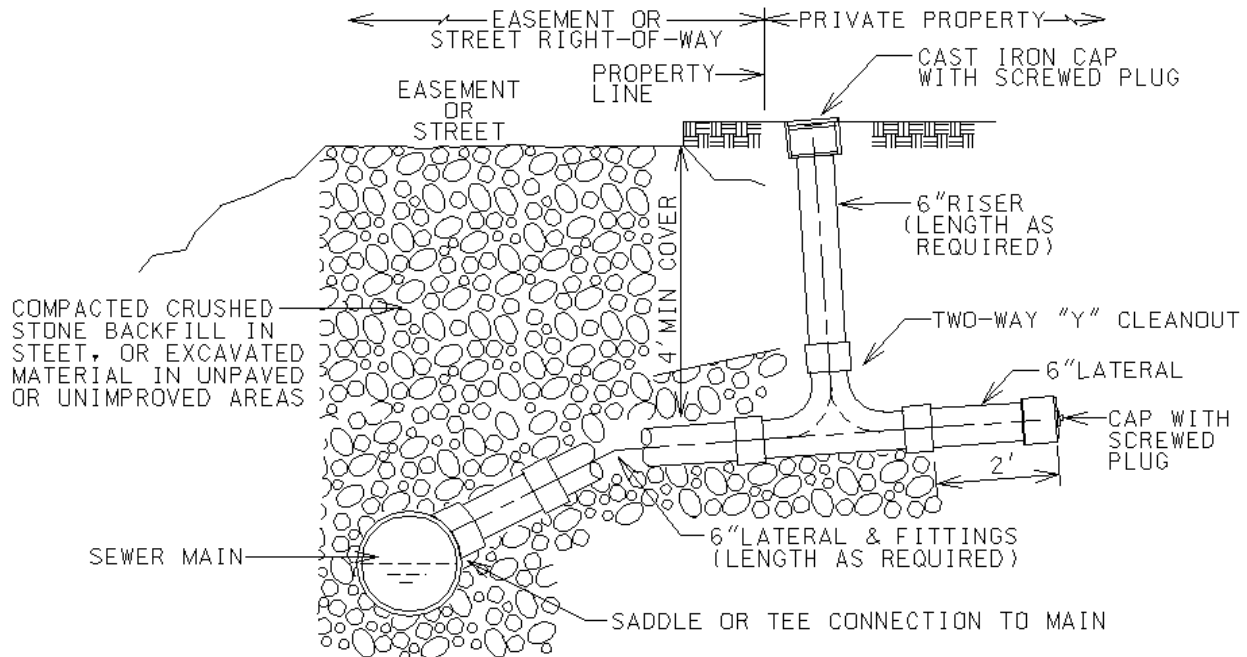 EASEMENT OR
STREET RIGHT-OF-WAY
PRIVATE PROPERTY
PROPERTY
LINE
CAST IRON CAP
WITH SCREWED PLUG
EASEMENT
OR
STREET
6"RISER
(LENGTH AS
REQUIRED)
4'MIN COVER
COMPACTED CRUSHED
STONE BACKFILL IN
STEET, OR EXCAVATED
MATERIAL IN UNPAVED
OR UNIMPROVED AREAS
TWO-WAY "Y" CLEANOUT
6"LATERAL
CAP WITH
SCREWED
PLUG
2'
6"LATERAL & FITTINGS
(LENGTH AS REQUIRED)
SEWER MAIN
SADDLE OR TEE CONNECTION TO MAIN